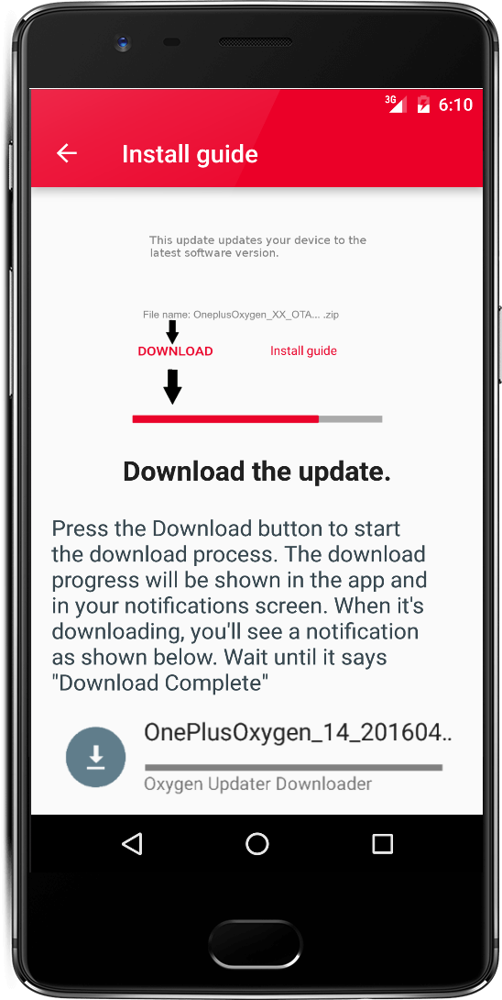 3G 6:10
Install guide
This update updates your device to the
latest software version.
File name: OneplusOxygen_XX_OTA... .zip
DOWNLOAD Install guide
Download the update.
Press the Download button to start
the download process. The download
progress will be shown in the app and
in your notifications screen. When it's
downloading, you'll see a notification
as shown below. Wait until it says
"Download Complete"
OnePlusOxygen_14_201604..
Oxygen Updater Downloader